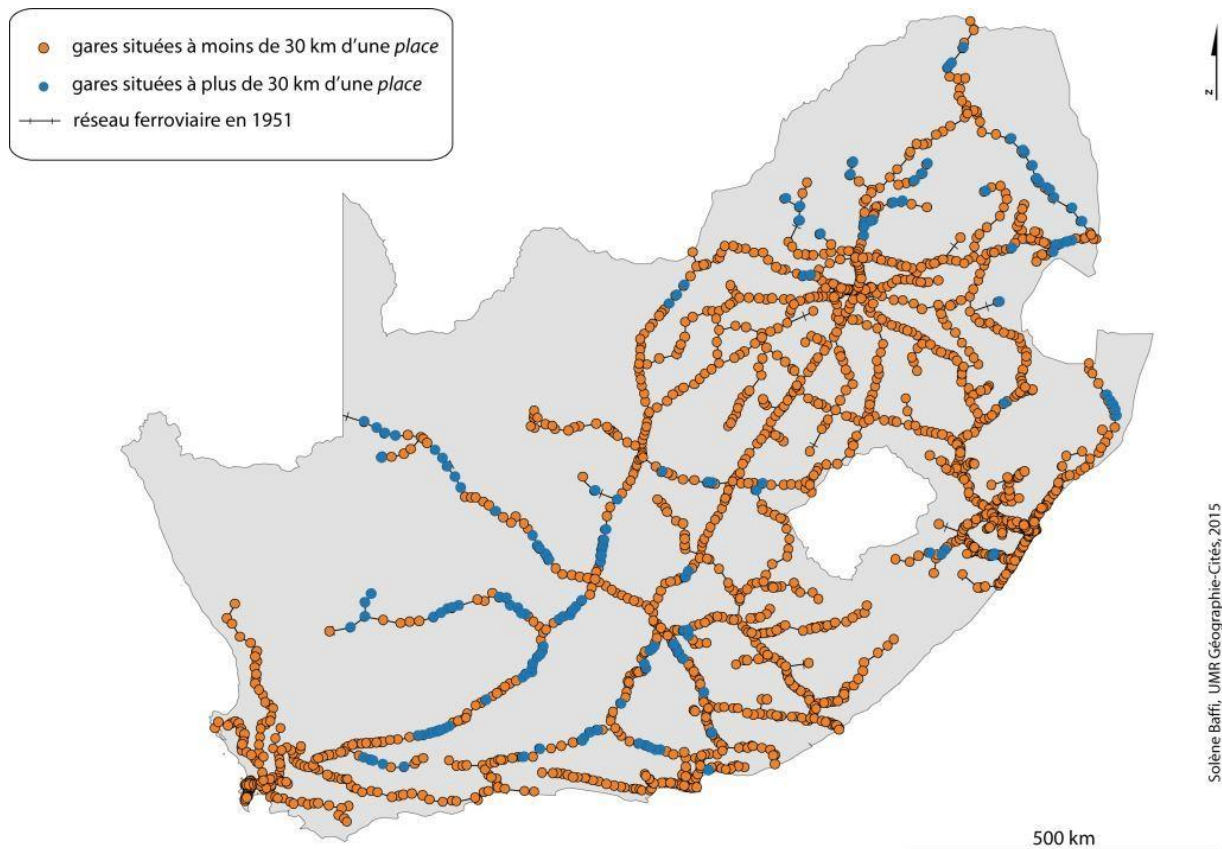 gares situées à moins de 30 km d'une place
gares situées à plus de 30 km d'une place
réseau ferroviaire en 1951
z
Solène Baffi, UMR Géographie-Cités, 2015
500 km